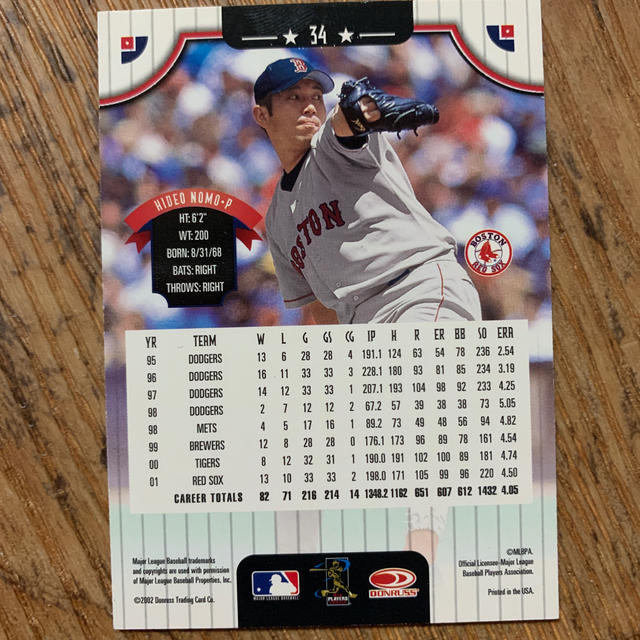 34
B
BOSTON
HIDEO NOMO-P
HT: 6'2"
WT: 200
BORN: 8/31/68
BATS: RIGHT
THROWS: RIGHT
BOSTON
RED SOX
YR TEAM W L G GS CG IP H R ER BB SO ERA
95 DODGERS 13 6 28 28 4 191.1 124 63 54 78 236 2.54
96 DODGERS 16 11 33 33 3 228.1 180 93 81 85 234 3.19
97 DODGERS 14 12 33 33 1 207.1 193 104 98 92 233 4.25
98 DODGERS 2 7 12 12 2 67.2 57 39 38 38 73 5.05
98 METS 4 5 17 16 1 89.2 73 49 48 56 94 4.82
99 BREWERS 12 8 28 28 0 176.1 173 96 89 78 161 4.54
00 TIGERS 8 12 32 31 1 190.0 191 102 100 89 181 4.74
01 RED SOX 13 10 33 33 2 198.0 171 105 99 96 220 4.50
CAREER TOTALS 82 71 216 214 14 1348.2 1162 651 607 612 1432 4.05
Major League Baseball trademarks
and copyrights are used with permission
of Major League Baseball Properties, Inc.
©2002 Donruss Trading Card Co.
MAJOR LEAGUE BASEBALL
PLAYERS
DONRUSS
©MLBPA.
Official Licensee-Major League
Baseball Players Association.
Printed in the USA.